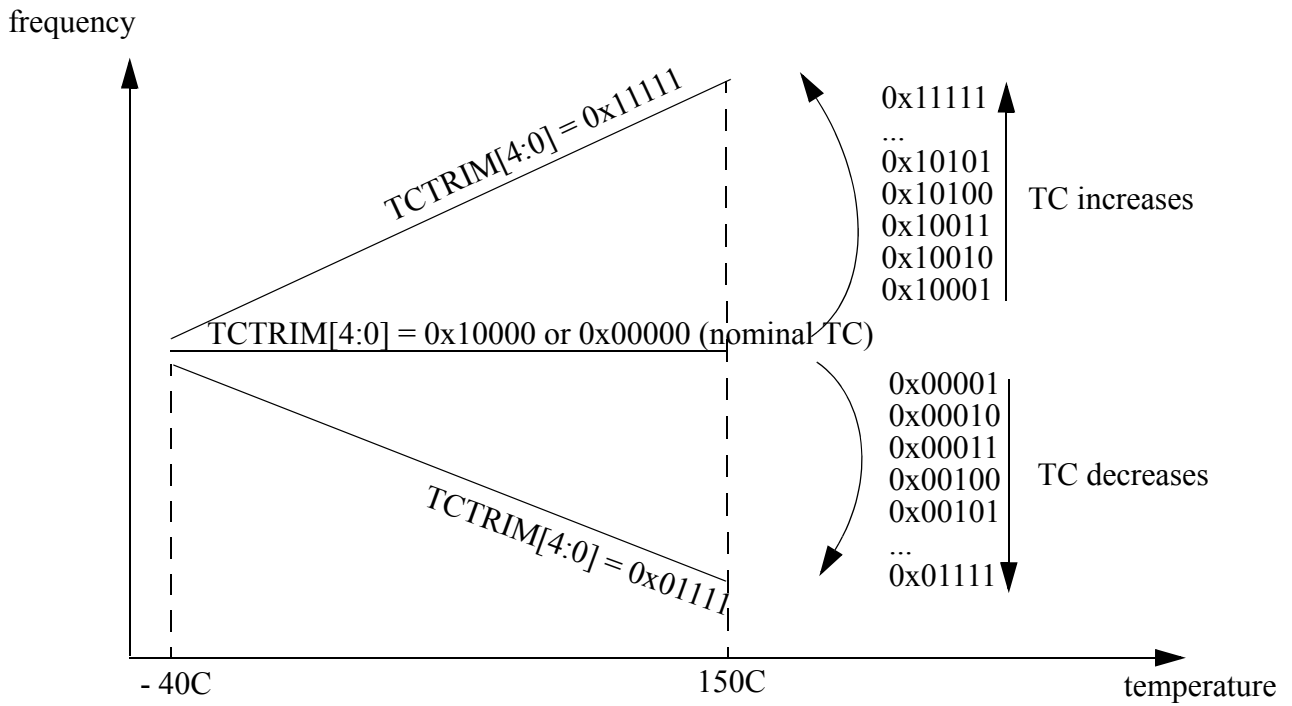 frequency
TCTRIM[4:0] = 0x11111
0x11111
...
0x10101
0x10100
0x10011
0x10010
0x10001
TC increases
TCTRIM[4:0] = 0x10000 or 0x00000 (nominal TC)
0x00001
0x00010
0x00011
0x00100
0x00101
...
0x01111
TC decreases
TCTRIM[4:0] = 0x01111
- 40C
150C
temperature